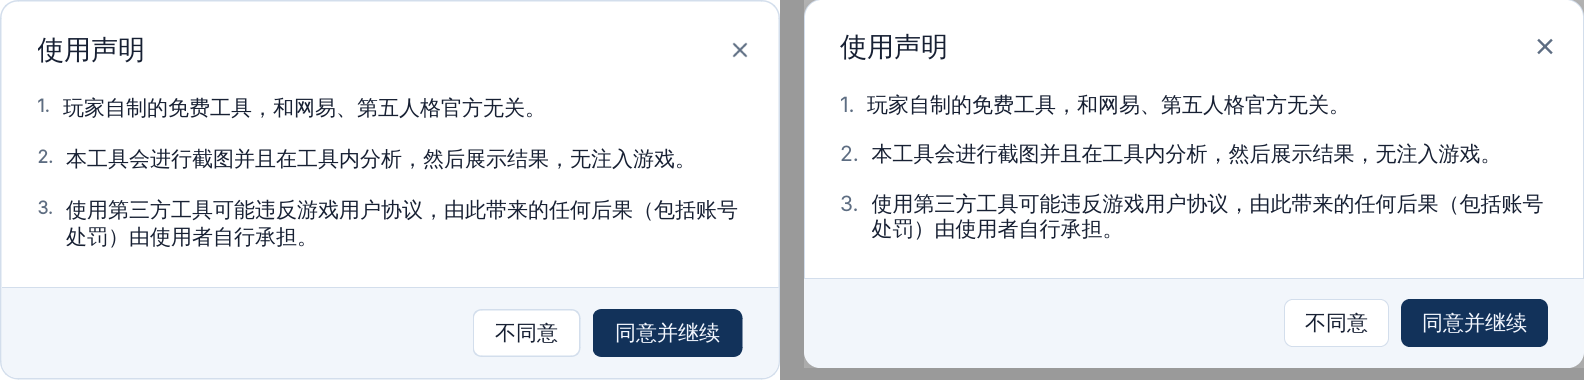 使用声明
×
1. 玩家自制的免费工具，和网易、第五人格官方无关。
2. 本工具会进行截图并且在工具内分析，然后展示结果，无注入游戏。
3. 使用第三方工具可能违反游戏用户协议，由此带来的任何后果（包括账号
处罚）由使用者自行承担。
不同意
同意并继续
使用声明
×
1. 玩家自制的免费工具，和网易、第五人格官方无关。
2. 本工具会进行截图并且在工具内分析，然后展示结果，无注入游戏。
3. 使用第三方工具可能违反游戏用户协议，由此带来的任何后果（包括账号
处罚）由使用者自行承担。
不同意
同意并继续